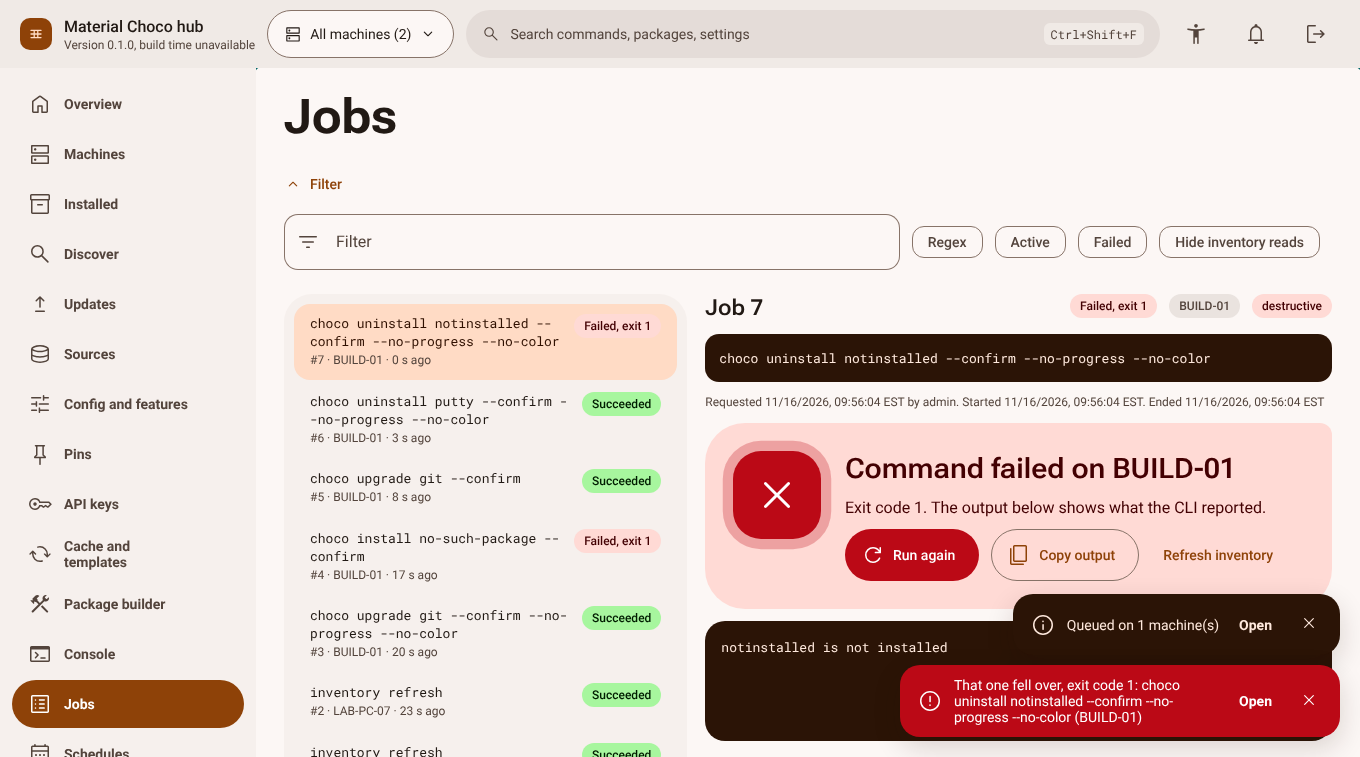 Material Choco hub
Version 0.1.0, build time unavailable
All machines (2)
Search commands, packages, settings
Ctrl+Shift+F
Overview
Machines
Installed
Discover
Updates
Sources
Config and features
Pins
API keys
Cache and
templates
Package builder
Console
Jobs
Schedules
Jobs
Filter
Filter
Regex
Active
Failed
Hide inventory reads
choco uninstall notinstalled --
confirm --no-progress --no-color
#7 · BUILD-01 · 0 s ago
Failed, exit 1
choco uninstall putty --confirm -
-no-progress --no-color
#6 · BUILD-01 · 3 s ago
Succeeded
choco upgrade git --confirm
#5 · BUILD-01 · 8 s ago
Succeeded
choco install no-such-package --
confirm
#4 · BUILD-01 · 17 s ago
Failed, exit 1
choco upgrade git --confirm --no-
progress --no-color
#3 · BUILD-01 · 20 s ago
Succeeded
inventory refresh
#2 · LAB-PC-07 · 23 s ago
Succeeded
inventory refresh
Succeeded
Job 7
Failed, exit 1
BUILD-01
destructive
choco uninstall notinstalled --confirm --no-progress --no-color
Requested 11/16/2026, 09:56:04 EST by admin. Started 11/16/2026, 09:56:04 EST. Ended 11/16/2026, 09:56:04 EST
Command failed on BUILD-01
Exit code 1. The output below shows what the CLI reported.
Run again
Copy output
Refresh inventory
notinstalled is not installed
Queued on 1 machine(s)
Open
That one fell over, exit code 1: choco
uninstall notinstalled --confirm --no-
progress --no-color (BUILD-01)
Open